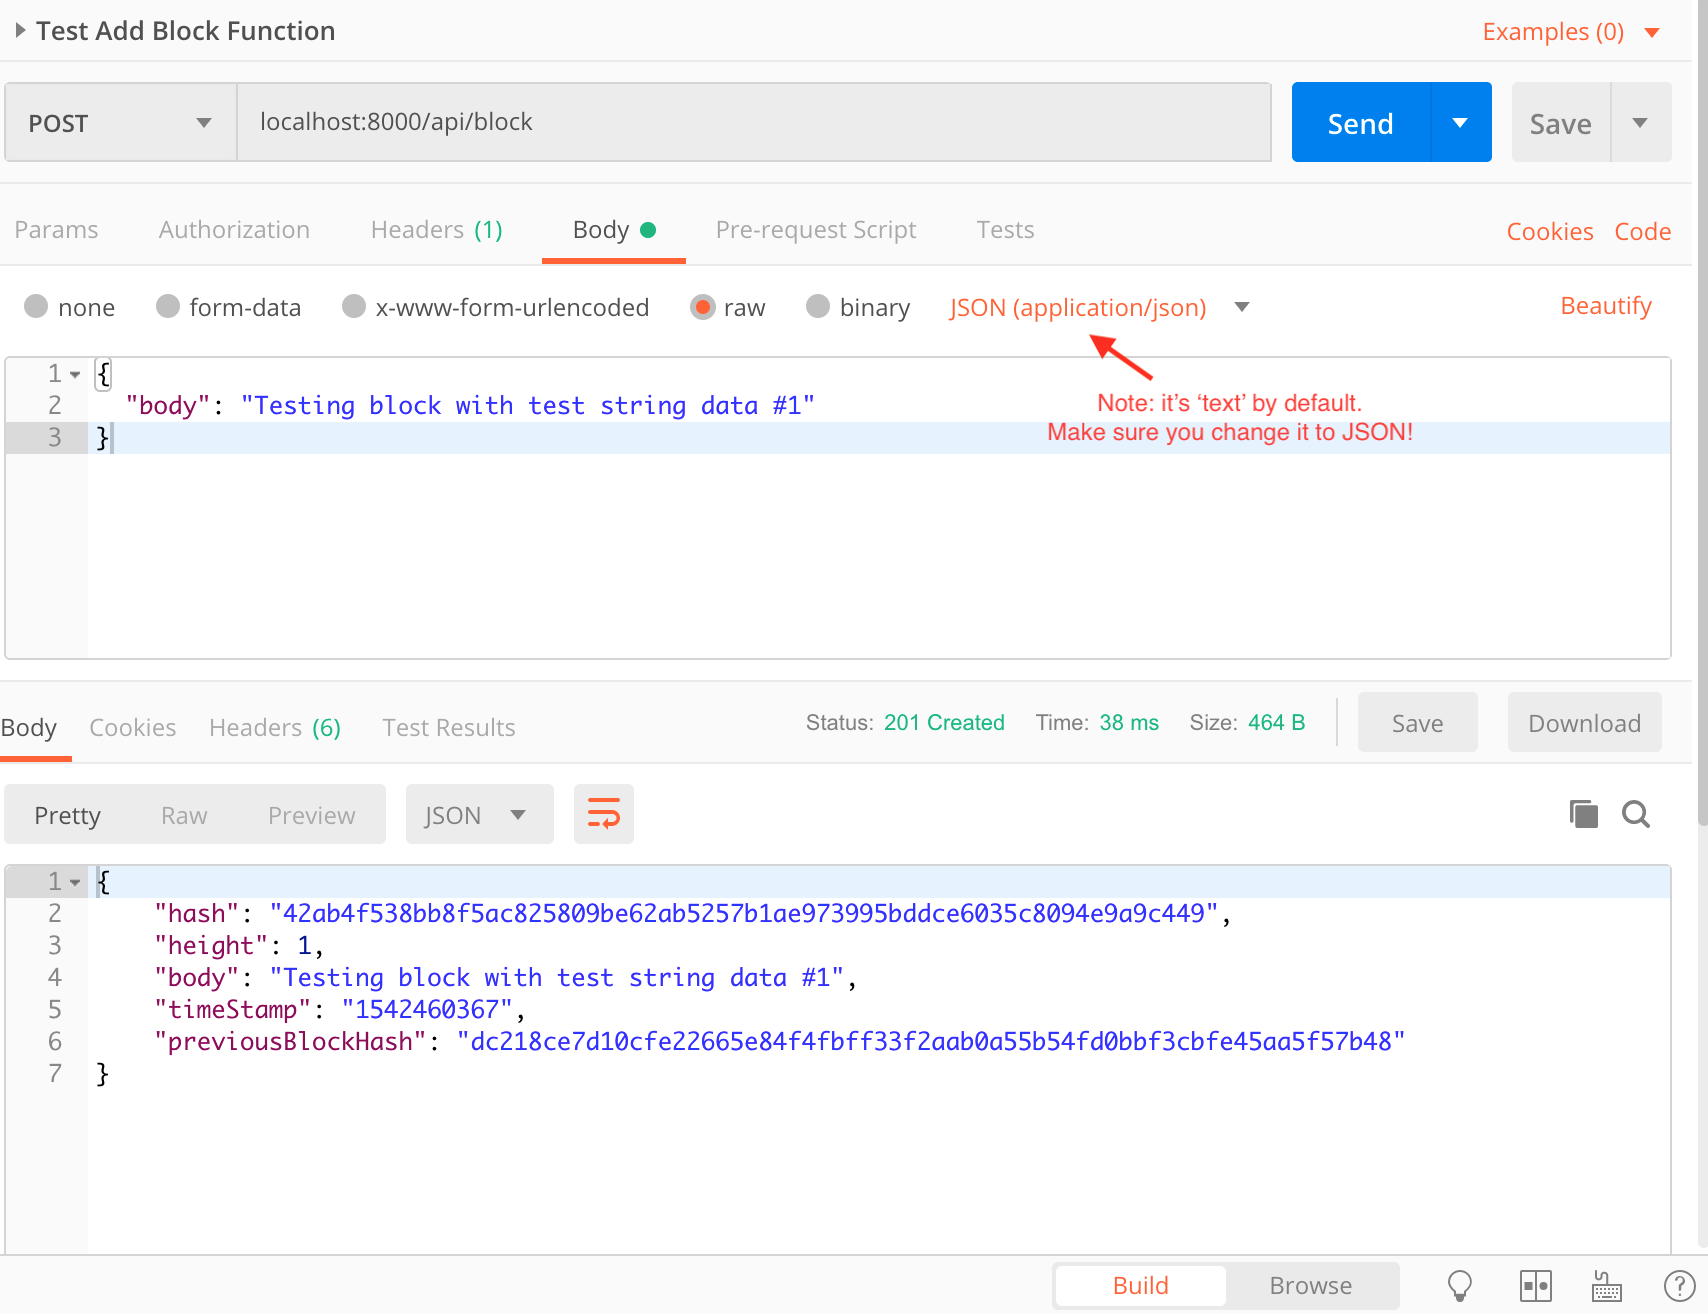 Test Add Block Function
Examples (0)
POST
localhost:8000/api/block
Send
Save
Params Authorization Headers (1) Body Pre-request Script Tests Cookies Code
none form-data x-www-form-urlencoded raw binary JSON (application/json) Beautify
1 {
2 "body": "Testing block with test string data #1"
3 }
Note: it's ‘text’ by default.
Make sure you change it to JSON!
Body Cookies Headers (6) Test Results Status: 201 Created Time: 38 ms Size: 464 B Save Download
Pretty Raw Preview JSON
1 {
2 "hash": "42ab4f538bb8f5ac825809be62ab5257b1ae973995bddce6035c8094e9a9c449",
3 "height": 1,
4 "body": "Testing block with test string data #1",
5 "timeStamp": "1542460367",
6 "previousBlockHash": "dc218ce7d10cfe22665e84f4fbff33f2aab0a55b54fd0bbf3cbfe45aa5f57b48"
7 }
Build Browse